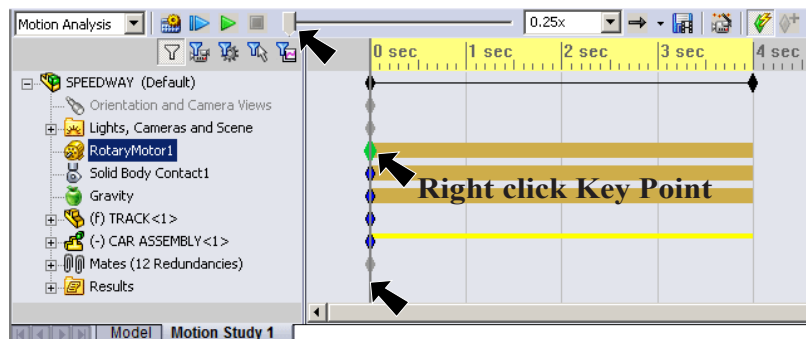 Motion Analysis 0.25x
0 sec 1 sec 2 sec 3 sec 4 sec
SPEEDWAY (Default)
Orientation and Camera Views
Lights, Cameras and Scene
RotaryMotor1
Solid Body Contact1
Right click Key Point
Gravity
(f) TRACK<1>
(-) CAR ASSEMBLY<1>
Mates (12 Redundancies)
Results
Model Motion Study 1